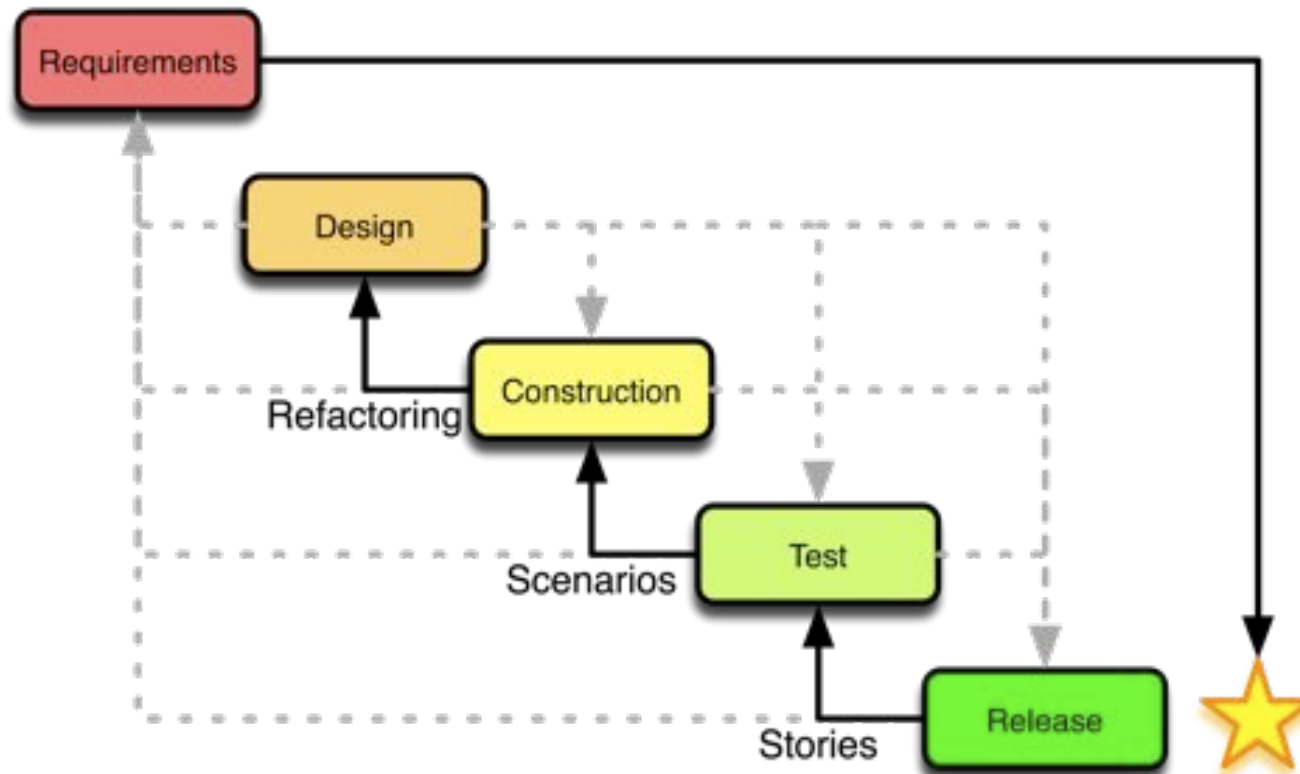 Requirements
Design
Construction
Refactoring
Test
Scenarios
Release
Stories